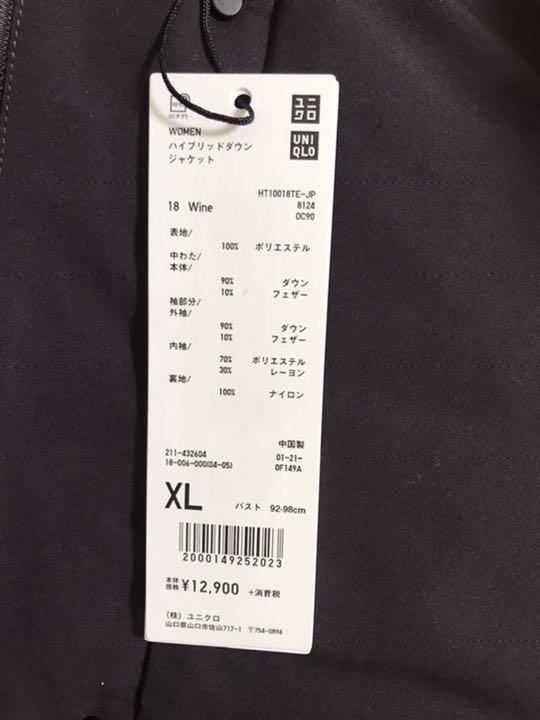 (ICタグ)
ユニ
クロ
UNI
QLO
WOMEN
ハイブリッドダウン
ジャケット
HT10018TE-JP
18 Wine
8124
0C90
表地/
100% ポリエステル
中わた/
本体/
90% ダウン
10% フェザー
袖部分/
外袖/
90% ダウン
10% フェザー
内袖/
70% ポリエステル
30% レーヨン
裏地/
100% ナイロン
中国製
211-432604 01-21-
18-006-000(04-05) 0F149A
XL バスト 92-98cm
2000149252023
本体
価格 ¥12,900 +消費税
(株) ユニクロ
山口県山口市佐山717-1 〒754-0894